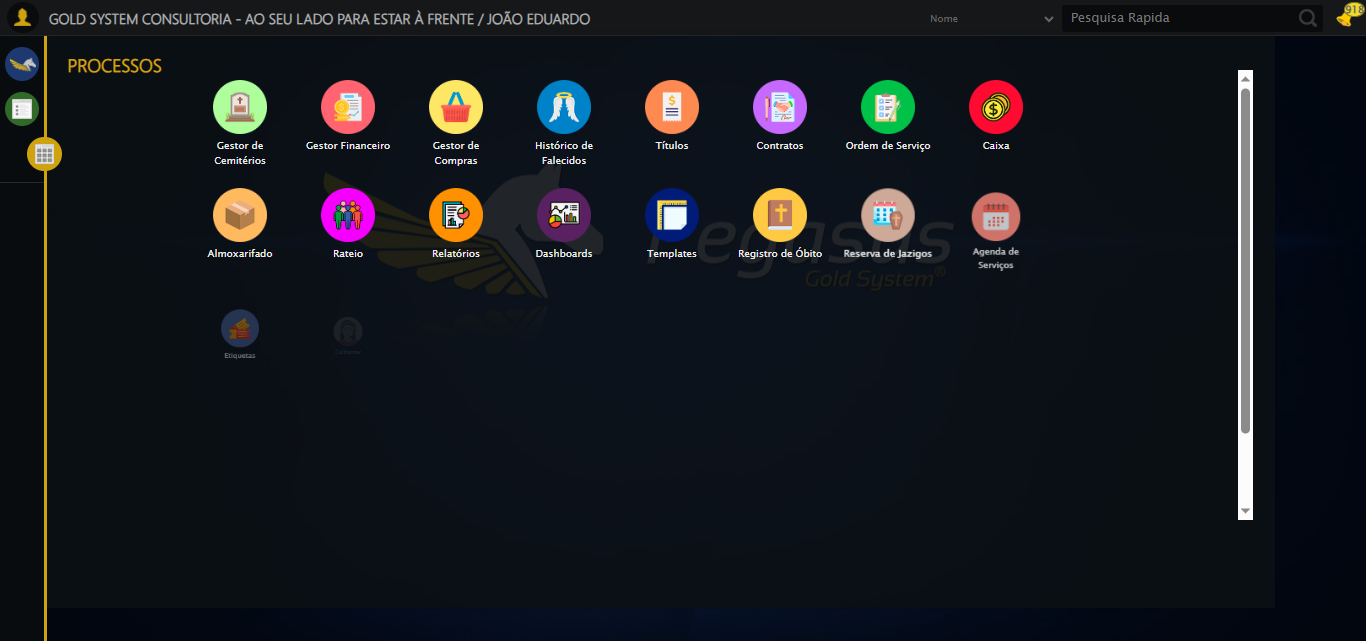 GOLD SYSTEM CONSULTORIA - AO SEU LADO PARA ESTAR À FRENTE / JOÃO EDUARDO
Nome
Pesquisa Rapida
918
PROCESSOS
Gestor de
Cemitérios
Gestor Financeiro
Gestor de
Compras
Histórico de
Falecidos
Títulos
Contratos
Ordem de Serviço
Caixa
Almoxarifado
Rateio
Relatórios
Dashboards
Templates
Registro de Óbito
Reserva de Jazigos
Agenda de
Serviços
Pegasus
Gold System®
Etiquetas